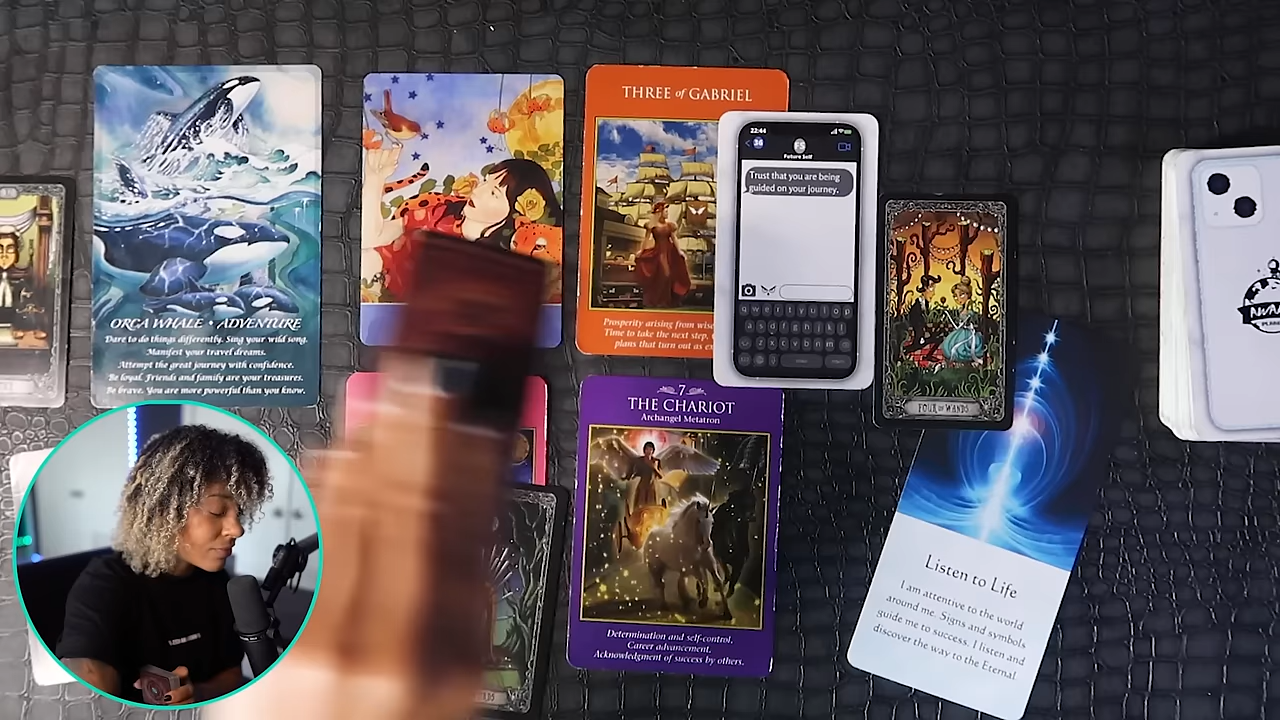 ORCA WHALE • ADVENTURE
Dare to do things differently. Sing your wild song.
Manifest your travel dreams.
Attempt the great journey with confidence.
Be loyal. Friends and family are your treasures.
Be brave. You are more powerful than you know.
THREE of GABRIEL
Prosperity arising from
Time to take the next step,
plans that turn out as
22:44
34
FS
Future Self
Trust that you are being
guided on your journey.
q w e r t y u i o p
a s d f g h j k l
z x c v b n m
FOUR of WANDS
7
THE CHARIOT
Archangel Metatron
Determination and self-control.
Career advancement.
Acknowledgment of success by others.
Listen to Life
I am attentive to the world
around me. Signs and symbols
guide me to success. I listen and
discover the way to the Eternal.